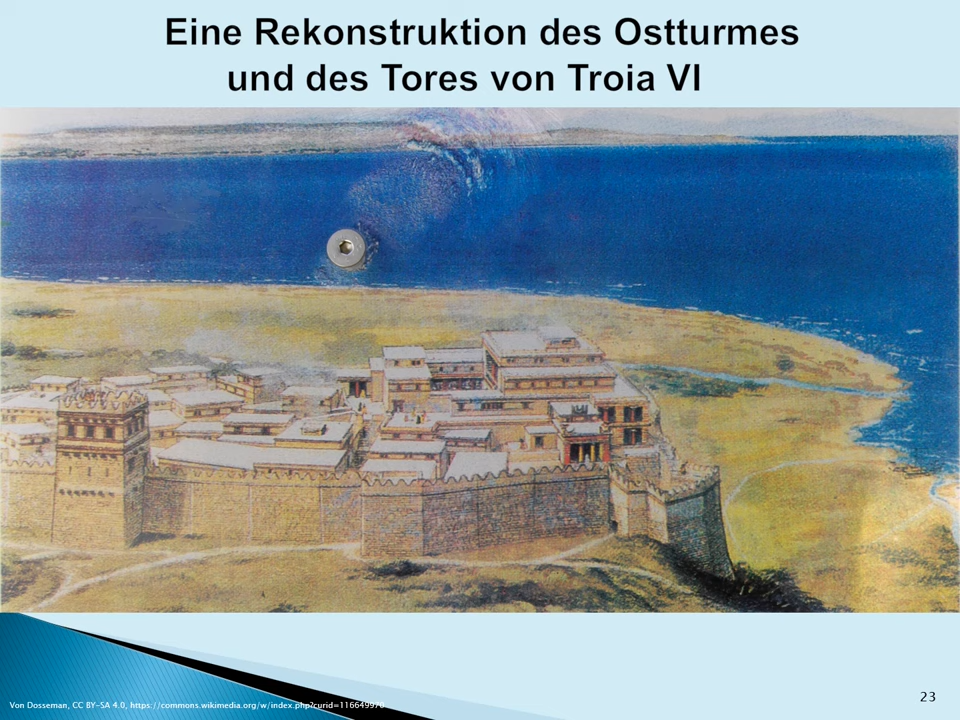 Eine Rekonstruktion des Ostturmes
und des Tores von Troia VI
Von Dosseman, CC BY-SA 4.0, https://commons.wikimedia.org/w/index.php?curid=116649970
23